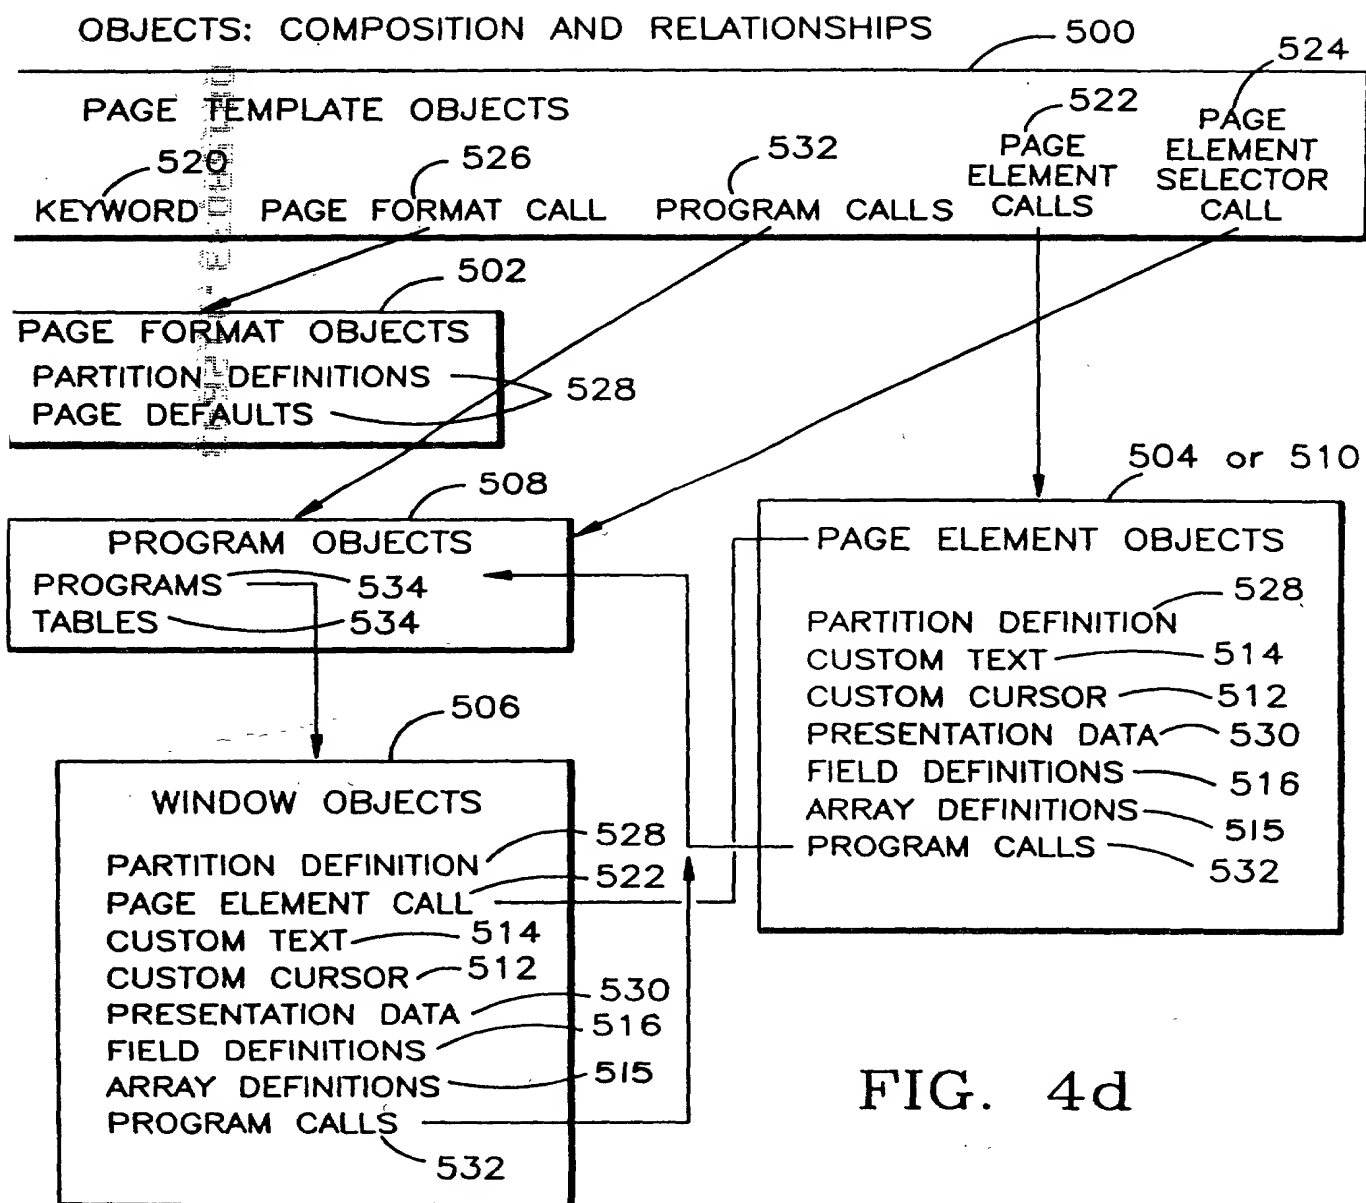 OBJECTS: COMPOSITION AND RELATIONSHIPS
500
524
PAGE TEMPLATE OBJECTS
522
PAGE
ELEMENT
SELECTOR
CALL
520
526
532
PAGE
ELEMENT
CALLS
KEYWORD
PAGE FORMAT CALL
PROGRAM CALLS
502
PAGE FORMAT OBJECTS
PARTITION DEFINITIONS
PAGE DEFAULTS
528
508
PROGRAM OBJECTS
PROGRAMS
534
TABLES
534
504 or 510
PAGE ELEMENT OBJECTS
528
PARTITION DEFINITION
CUSTOM TEXT
514
CUSTOM CURSOR
512
PRESENTATION DATA
530
FIELD DEFINITIONS
516
ARRAY DEFINITIONS
515
PROGRAM CALLS
532
506
WINDOW OBJECTS
PARTITION DEFINITION
528
PAGE ELEMENT CALL
522
CUSTOM TEXT
514
CUSTOM CURSOR
512
PRESENTATION DATA
530
FIELD DEFINITIONS
516
ARRAY DEFINITIONS
515
PROGRAM CALLS
532
FIG. 4d